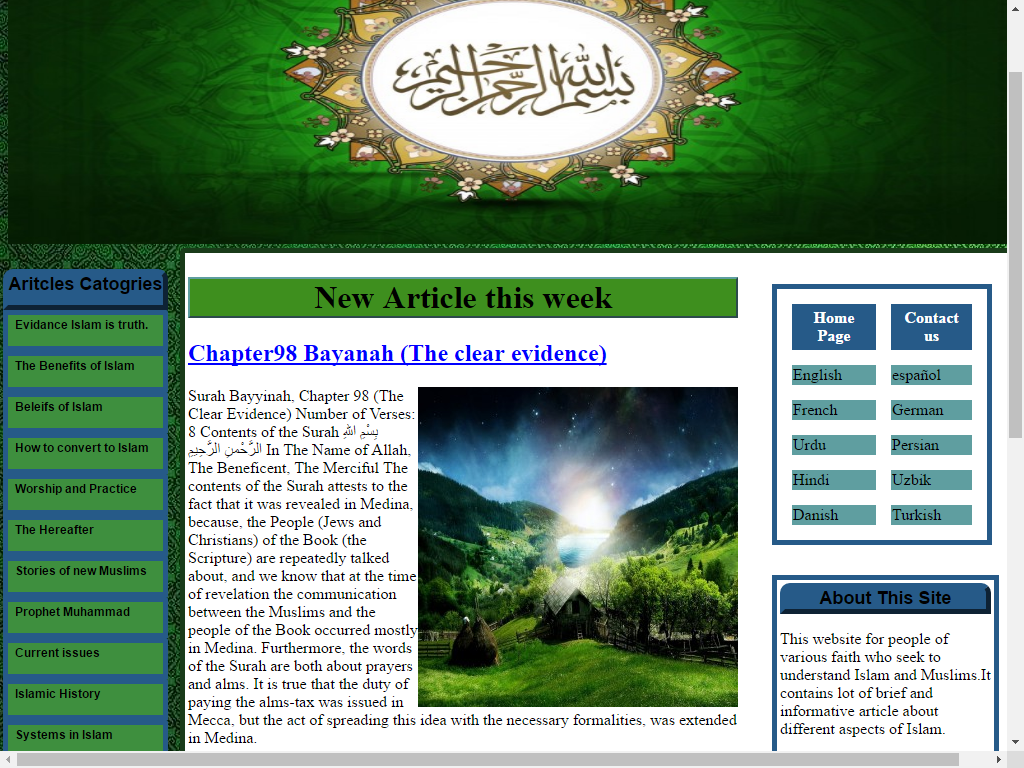 بسم الله الرحمن الرحيم
Aritcles Catogries
Evidance Islam is truth.
The Benefits of Islam
Beleifs of Islam
How to convert to Islam
Worship and Practice
The Hereafter
Stories of new Muslims
Prophet Muhammad
Current issues
Islamic History
Systems in Islam
New Article this week
Chapter98 Bayanah (The clear evidence)
Surah Bayyinah, Chapter 98 (The
Clear Evidence) Number of Verses:
8 Contents of the Surah بِسْمِ اللهِ
الرَّحْمنِ الرَّحِيمِ In The Name of Allah,
The Beneficent, The Merciful The
contents of the Surah attests to the
fact that it was revealed in Medina,
because, the People (Jews and
Christians) of the Book (the
Scripture) are repeatedly talked
about, and we know that at the time
of revelation the communication
between the Muslims and the
people of the Book occurred mostly
in Medina. Furthermore, the words
of the Surah are both about prayers
and alms. It is true that the duty of
paying the alms-tax was issued in
Mecca, but the act of spreading this idea with the necessary formalities, was extended
in Medina.
Home
Page
Contact
us
English
español
French
German
Urdu
Persian
Hindi
Uzbik
Danish
Turkish
About This Site
This website for people of
various faith who seek to
understand Islam and Muslims.It
contains lot of brief and
informative article about
different aspects of Islam.